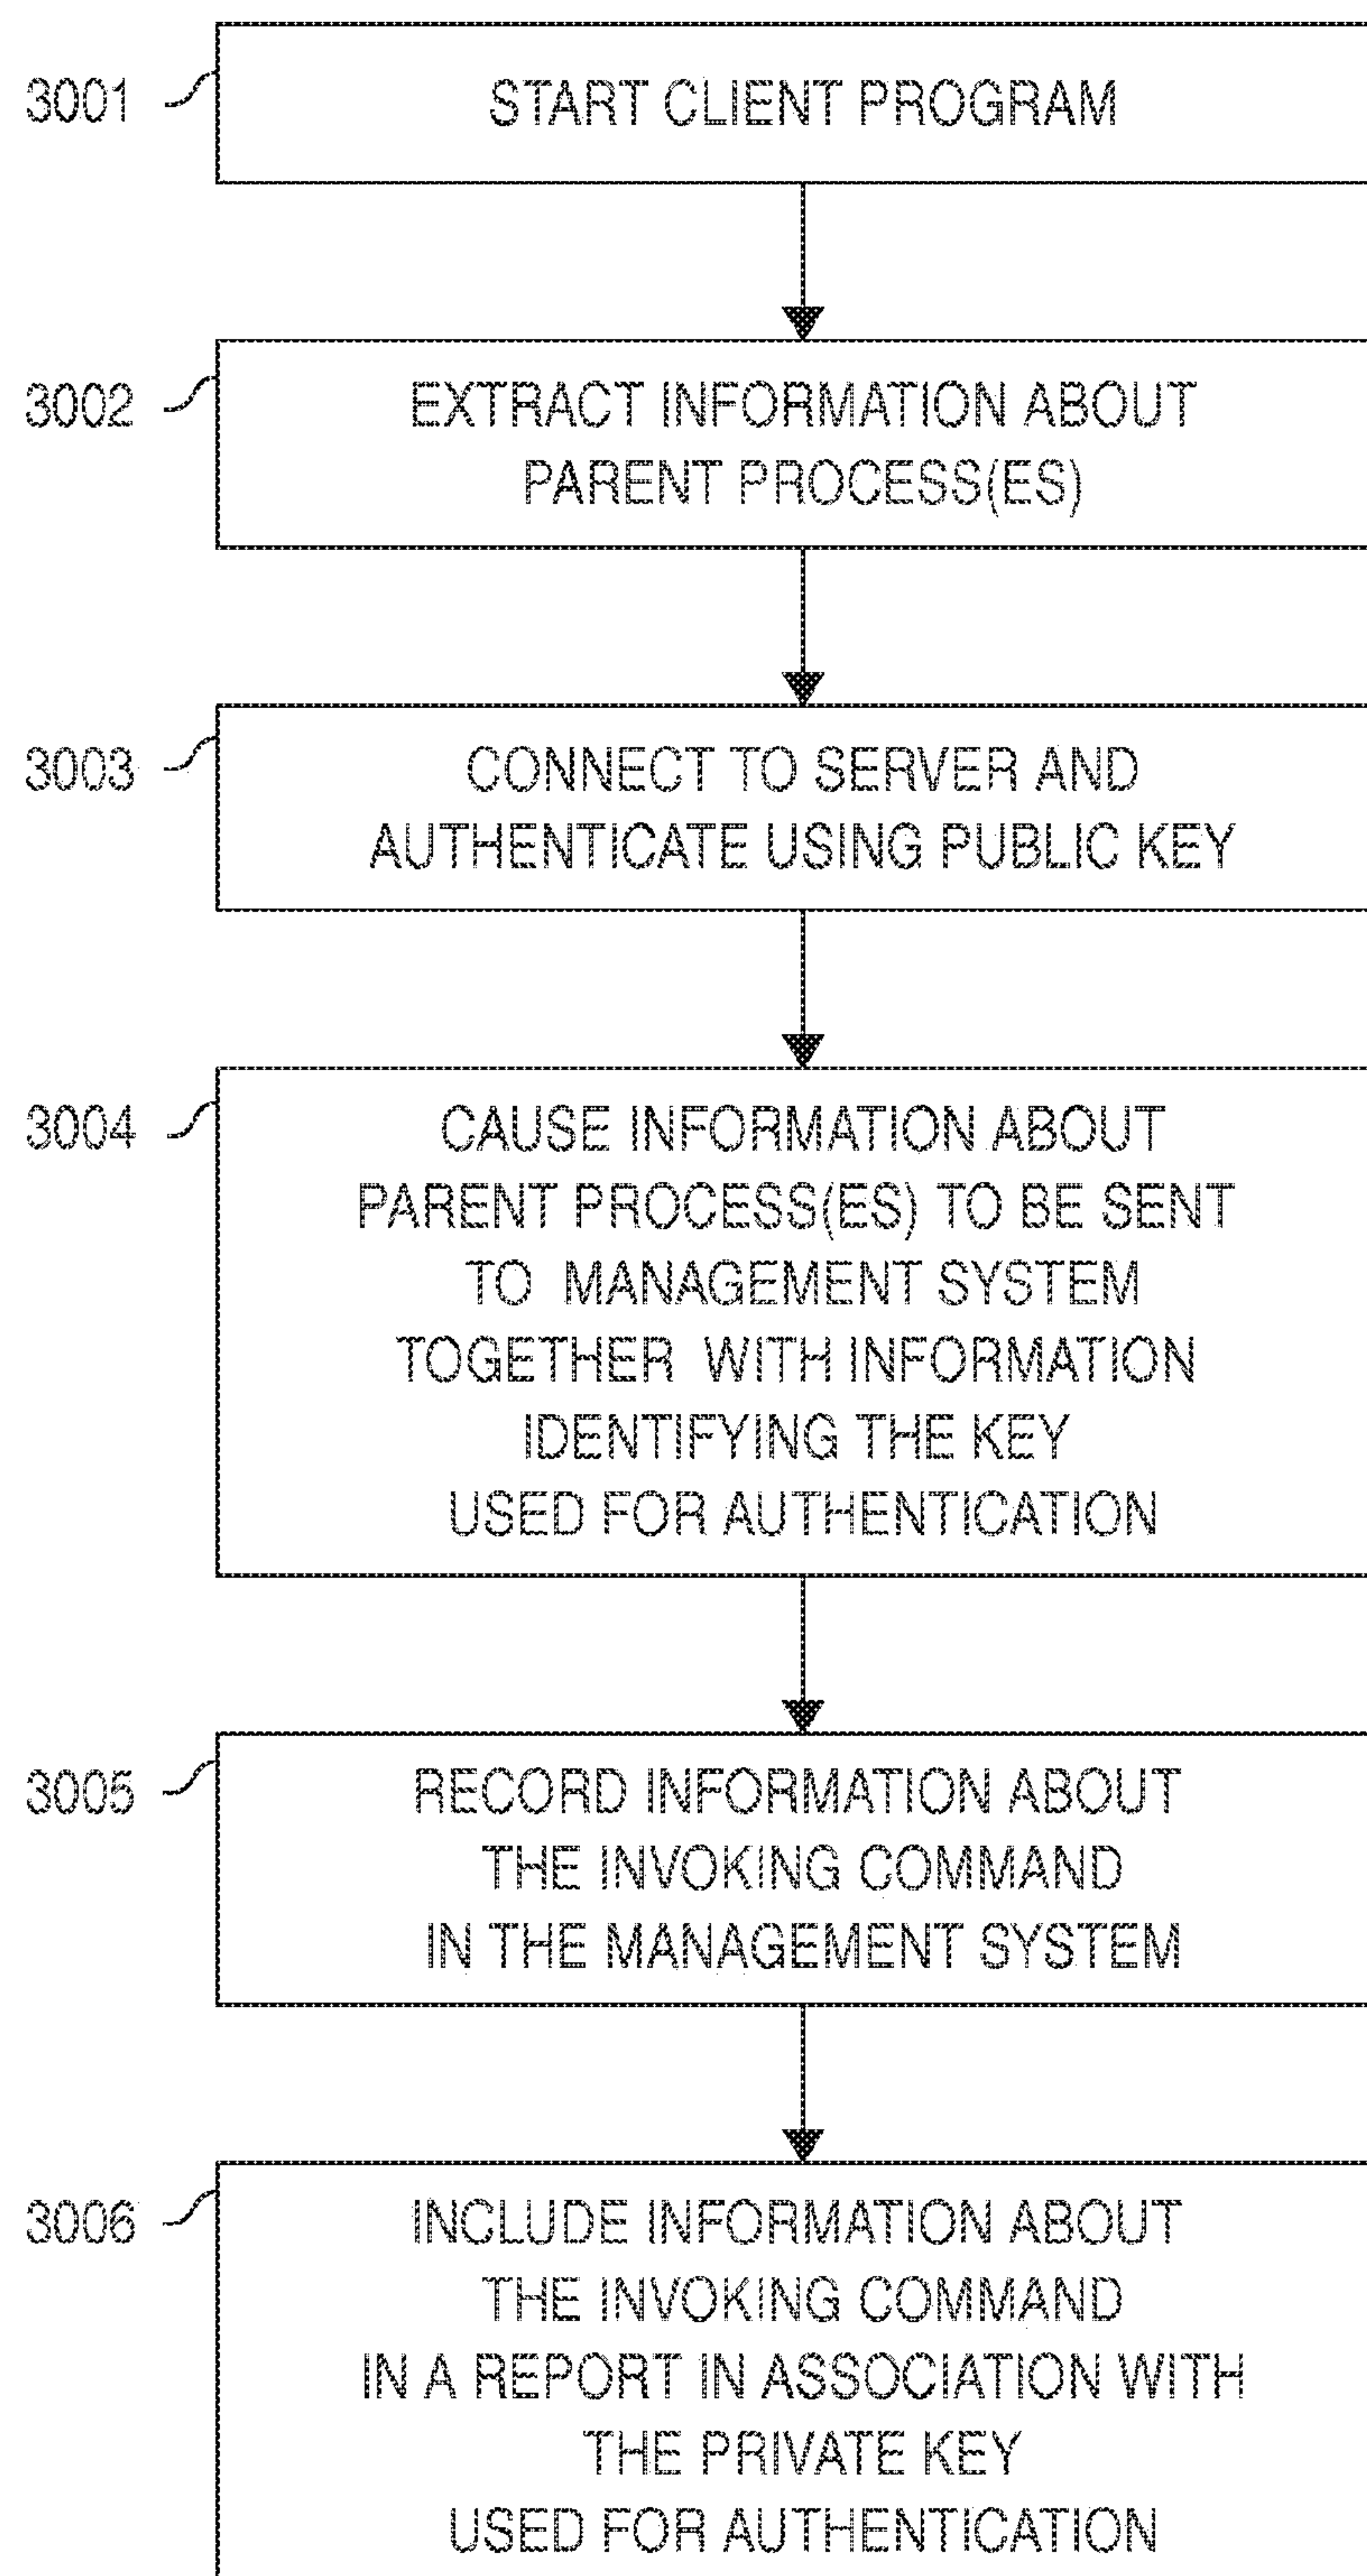 3001
START CLIENT PROGRAM
3002
EXTRACT INFORMATION ABOUT
PARENT PROCESS(ES)
3003
CONNECT TO SERVER AND
AUTHENTICATE USING PUBLIC KEY
3004
CAUSE INFORMATION ABOUT
PARENT PROCESS(ES) TO BE SENT
TO MANAGEMENT SYSTEM
TOGETHER WITH INFORMATION
IDENTIFYING THE KEY
USED FOR AUTHENTICATION
3005
RECORD INFORMATION ABOUT
THE INVOKING COMMAND
IN THE MANAGEMENT SYSTEM
3006
INCLUDE INFORMATION ABOUT
THE INVOKING COMMAND
IN A REPORT IN ASSOCIATION WITH
THE PRIVATE KEY
USED FOR AUTHENTICATION